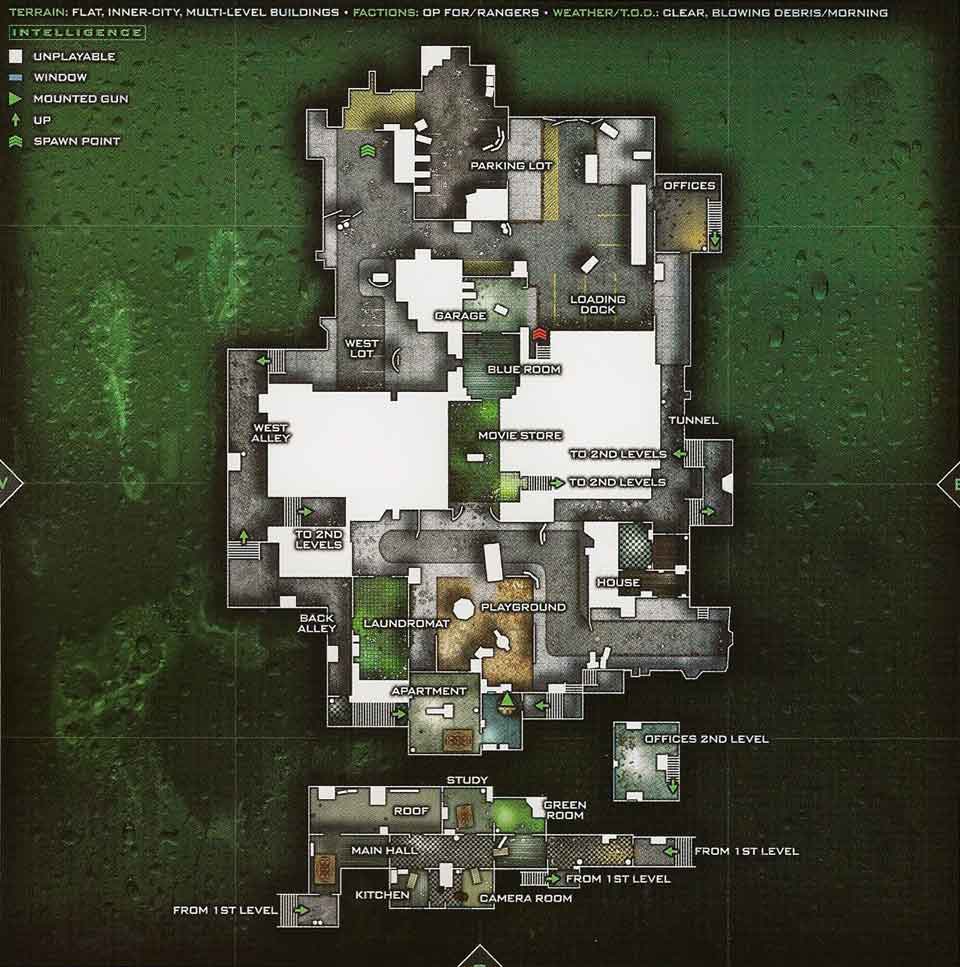 TERRAIN: FLAT, INNER-CITY, MULTI-LEVEL BUILDINGS • FACTIONS: OP FOR/RANGERS • WEATHER/T.O.D.: CLEAR, BLOWING DEBRIS/MORNING
INTELLIGENCE
UNPLAYABLE
WINDOW
MOUNTED GUN
UP
SPAWN POINT
PARKING LOT
OFFICES
LOADING
DOCK
GARAGE
WEST
LOT
BLUE ROOM
WEST
ALLEY
MOVIE STORE
TUNNEL
TO 2ND LEVELS
TO 2ND LEVELS
TO 2ND
LEVELS
HOUSE
PLAYGROUND
BACK
ALLEY
LAUNDROMAT
APARTMENT
OFFICES 2ND LEVEL
STUDY
ROOF
GREEN
ROOM
MAIN HALL
FROM 1ST LEVEL
FROM 1ST LEVEL
KITCHEN
CAMERA ROOM
FROM 1ST LEVEL